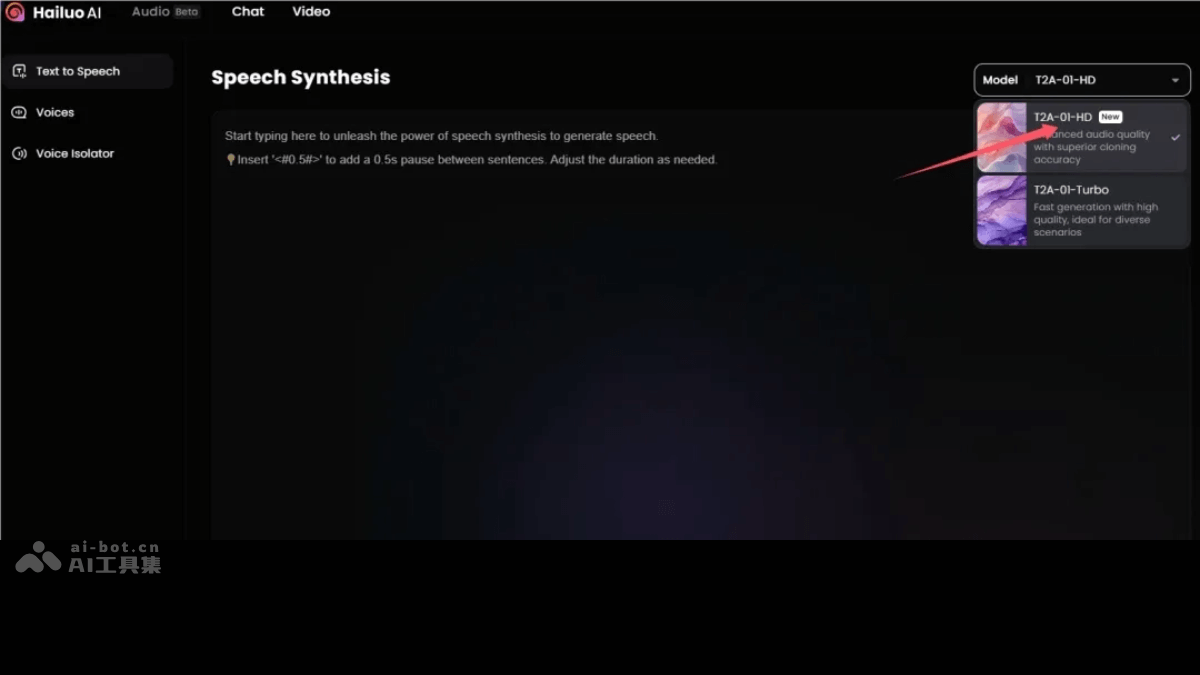 Hailuo AI
Audio Beta Chat Video
Text to Speech
Voices
Voice Isolator
Speech Synthesis
Start typing here to unleash the power of speech synthesis to generate speech.
Insert '<#0.5#>' to add a 0.5s pause between sentences. Adjust the duration as needed.
Model T2A-01-HD
T2A-01-HD New
audio quality
with superior cloning
accuracy
T2A-01-Turbo
Fast generation with high
quality, ideal for diverse
scenarios
ai-bot.cn
AI工具集